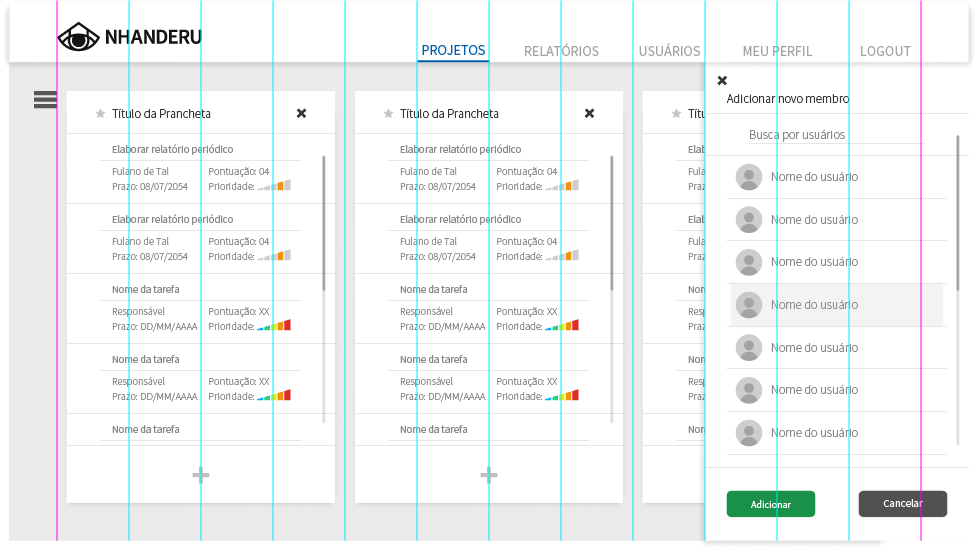 NHANDERU
PROJETOS
RELATÓRIOS
USUÁRIOS
MEU PERFIL
LOGOUT
Título da Prancheta
Elaborar relatório periódico
Fulano de Tal
Pontuação: 04
Prazo: 08/07/2054
Prioridade:
Elaborar relatório periódico
Fulano de Tal
Pontuação: 04
Prazo: 08/07/2054
Prioridade:
Nome da tarefa
Responsável
Pontuação: XX
Prazo: DD/MM/AAAA
Prioridade:
Nome da tarefa
Responsável
Pontuação: XX
Prazo: DD/MM/AAAA
Prioridade:
Nome da tarefa
Título da Prancheta
Elaborar relatório periódico
Fulano de Tal
Pontuação: 04
Prazo: 08/07/2054
Prioridade:
Elaborar relatório periódico
Fulano de Tal
Pontuação: 04
Prazo: 08/07/2054
Prioridade:
Nome da tarefa
Responsável
Pontuação: XX
Prazo: DD/MM/AAAA
Prioridade:
Nome da tarefa
Responsável
Pontuação: XX
Prazo: DD/MM/AAAA
Prioridade:
Nome da tarefa
Adicionar novo membro
Busca por usuários
Nome do usuário
Nome do usuário
Nome do usuário
Nome do usuário
Nome do usuário
Nome do usuário
Nome do usuário
Adicionar
Cancelar